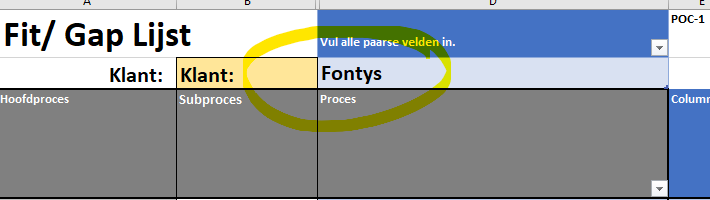 A B D E
Fit/ Gap Lijst Vul alle paarse velden in. POC-1
Klant: Klant: Fontys
Hoofdproces Subproces Proces Column